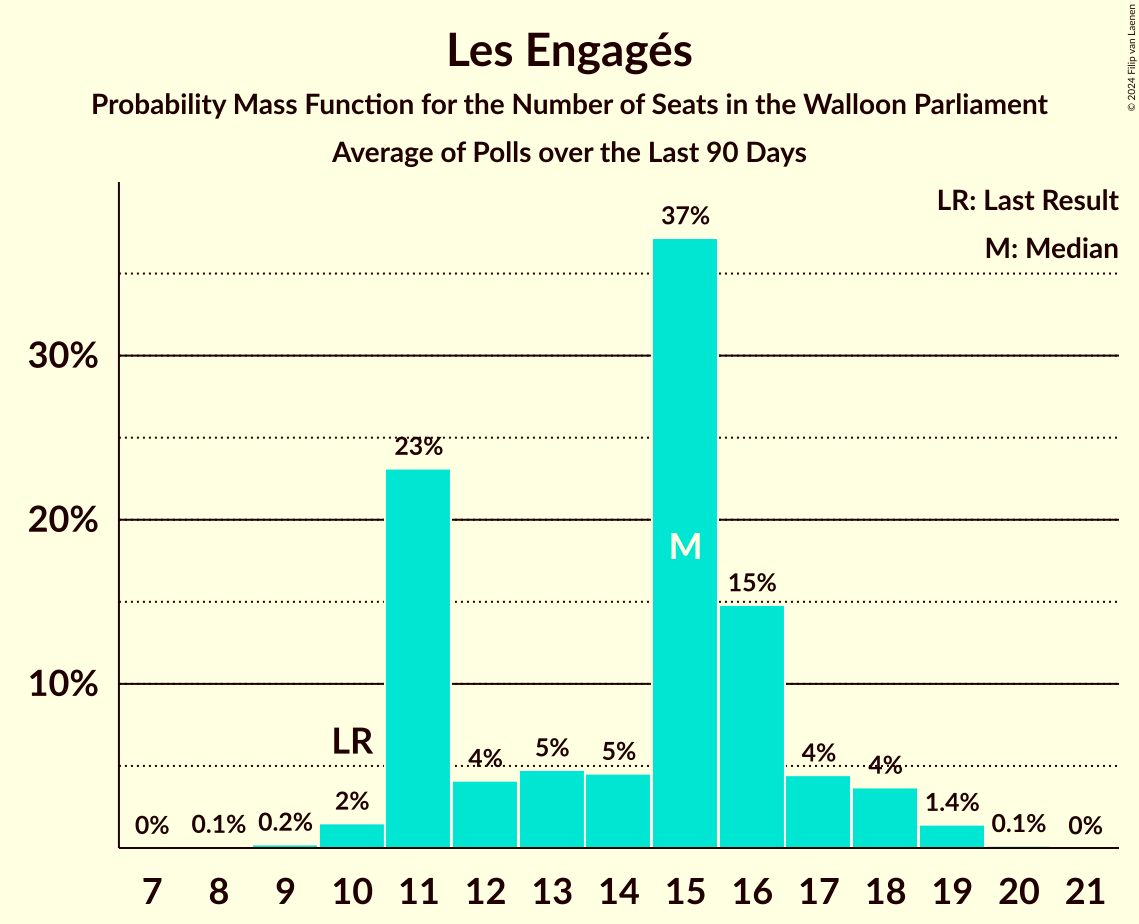 Les Engagés
Probability Mass Function for the Number of Seats in the Walloon Parliament
Average of Polls over the Last 90 Days
© 2024 Filip van Laenen
LR: Last Result
M: Median
37%
30%
23%
20%
M
15%
10%
LR
2%
4%
5%
5%
4%
4%
1.4%
0%
0.1%
0.2%
0.1%
0%
7 8 9 10 11 12 13 14 15 16 17 18 19 20 21